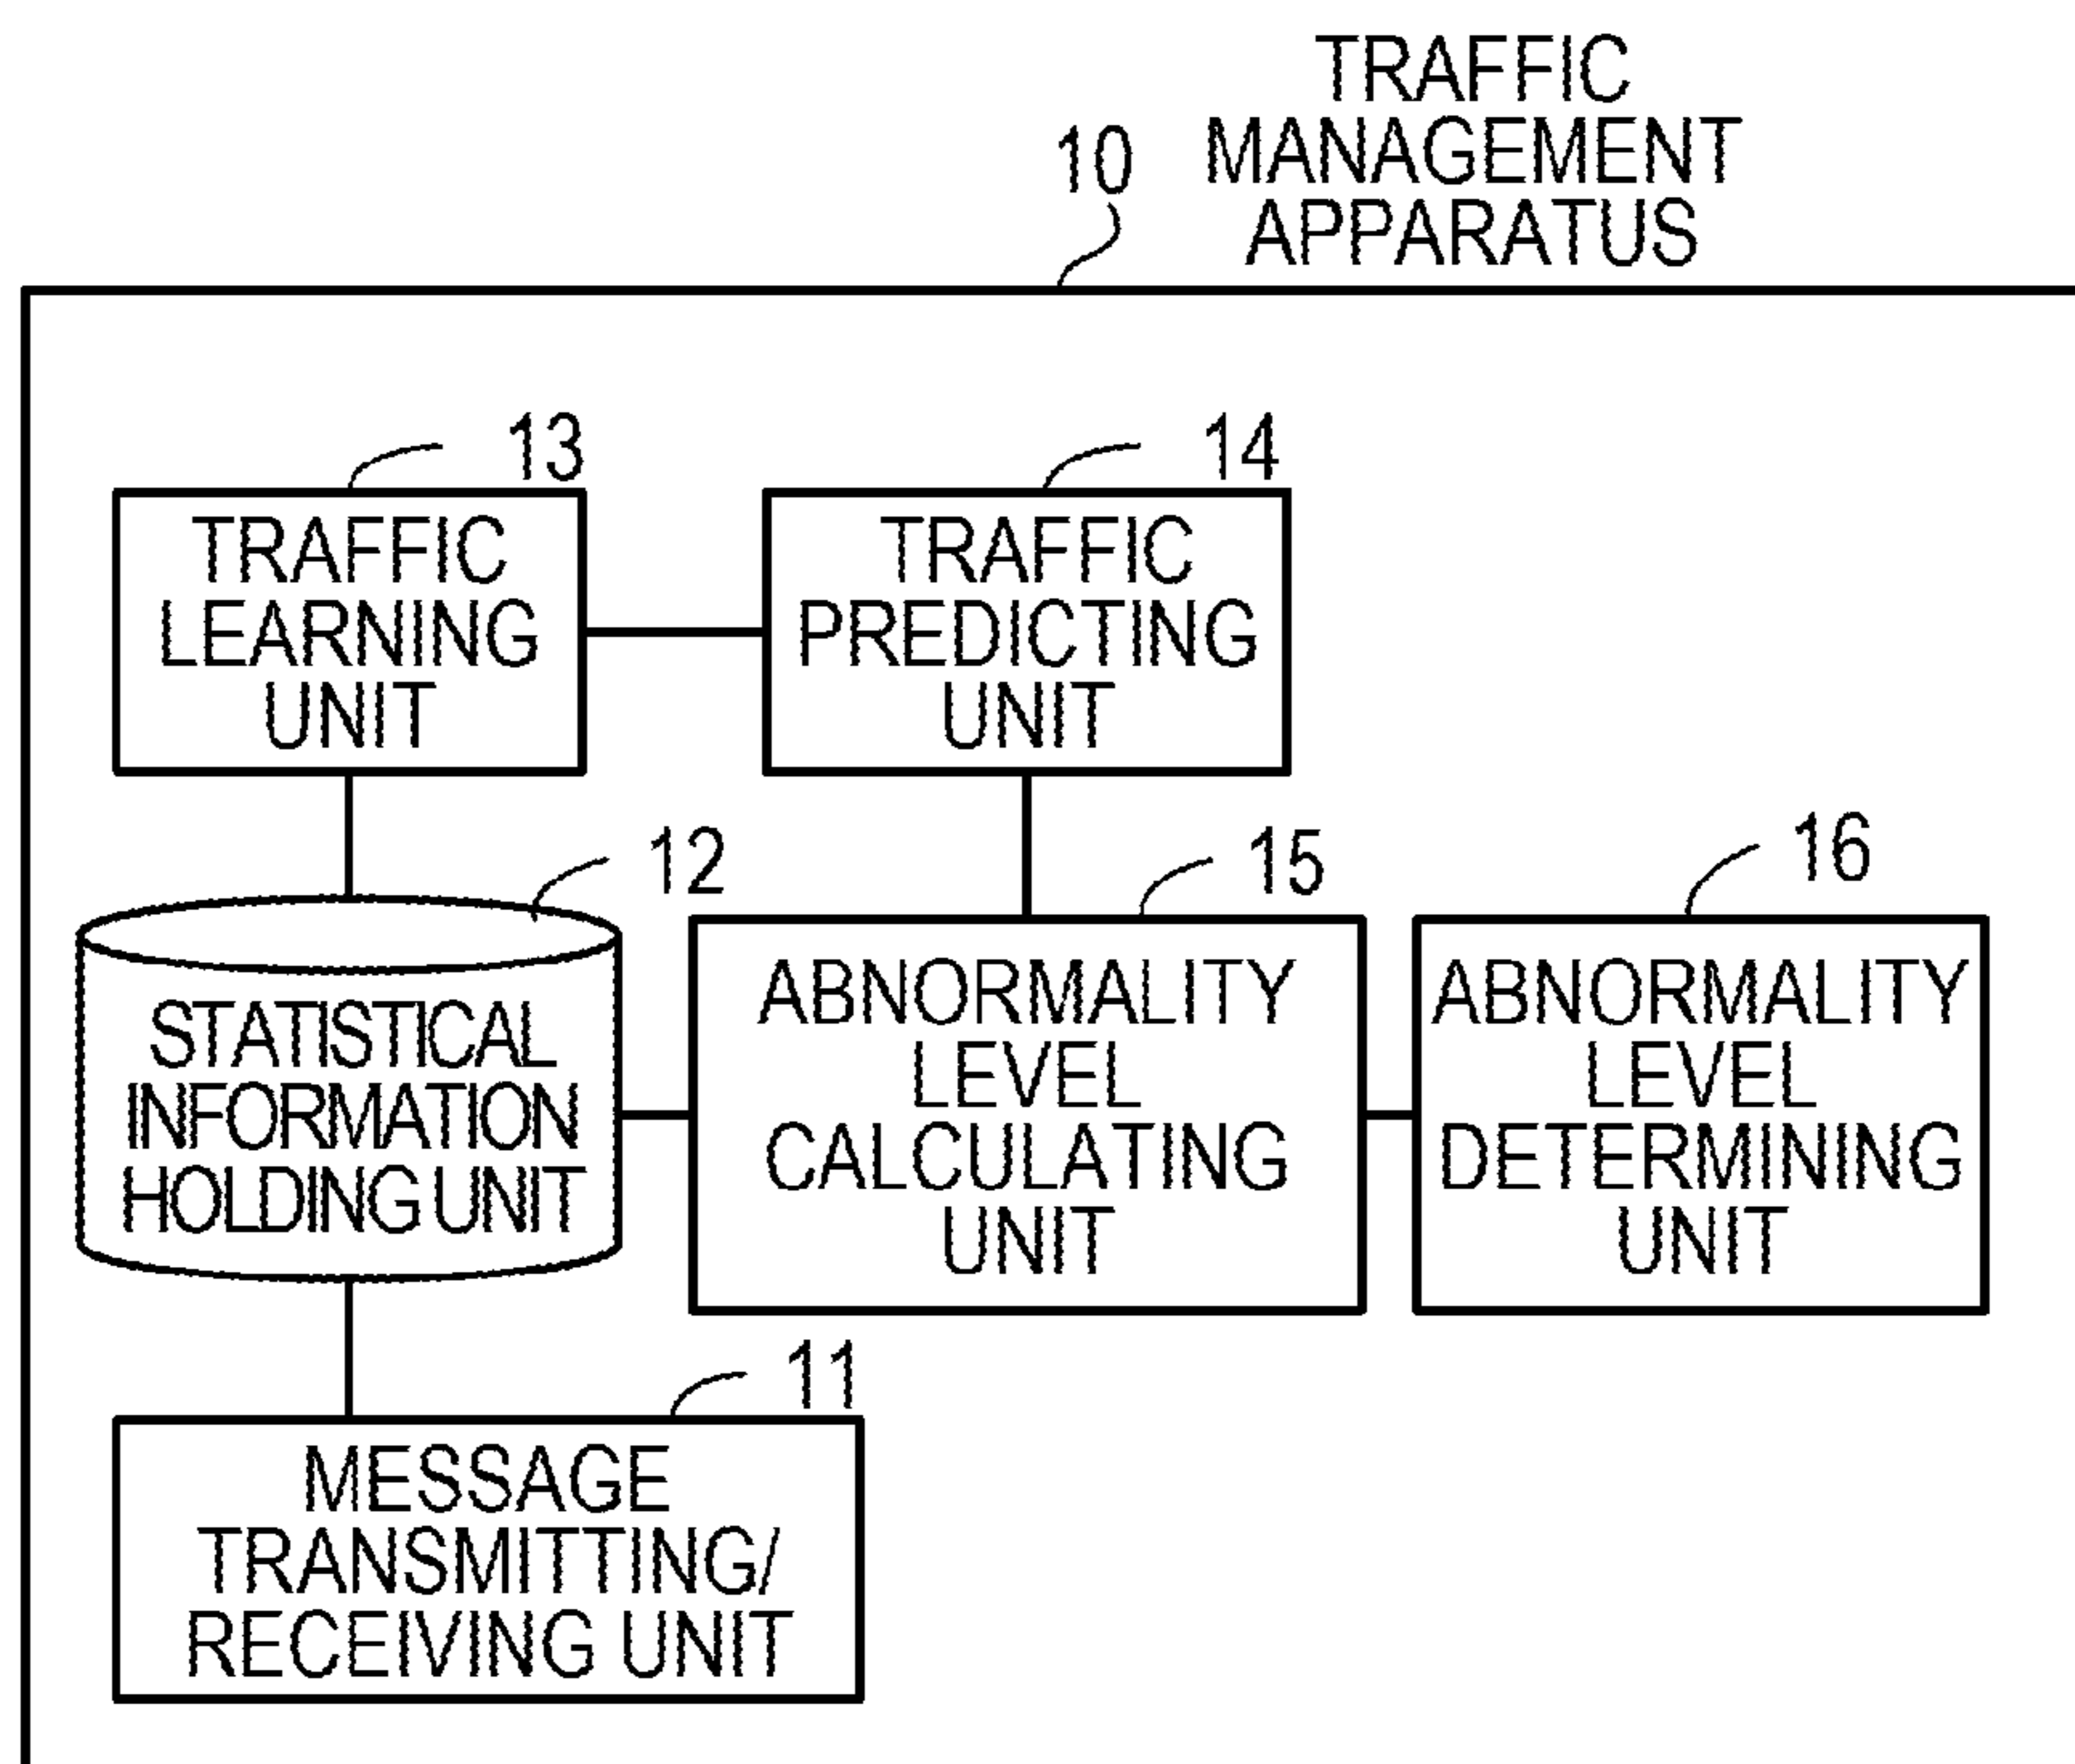 TRAFFIC
MANAGEMENT
APPARATUS
10
13
TRAFFIC
LEARNING
UNIT
14
TRAFFIC
PREDICTING
UNIT
12
STATISTICAL
INFORMATION
HOLDING UNIT
15
ABNORMALITY
LEVEL
CALCULATING
UNIT
16
ABNORMALITY
LEVEL
DETERMINING
UNIT
11
MESSAGE
TRANSMITTING/
RECEIVING UNIT